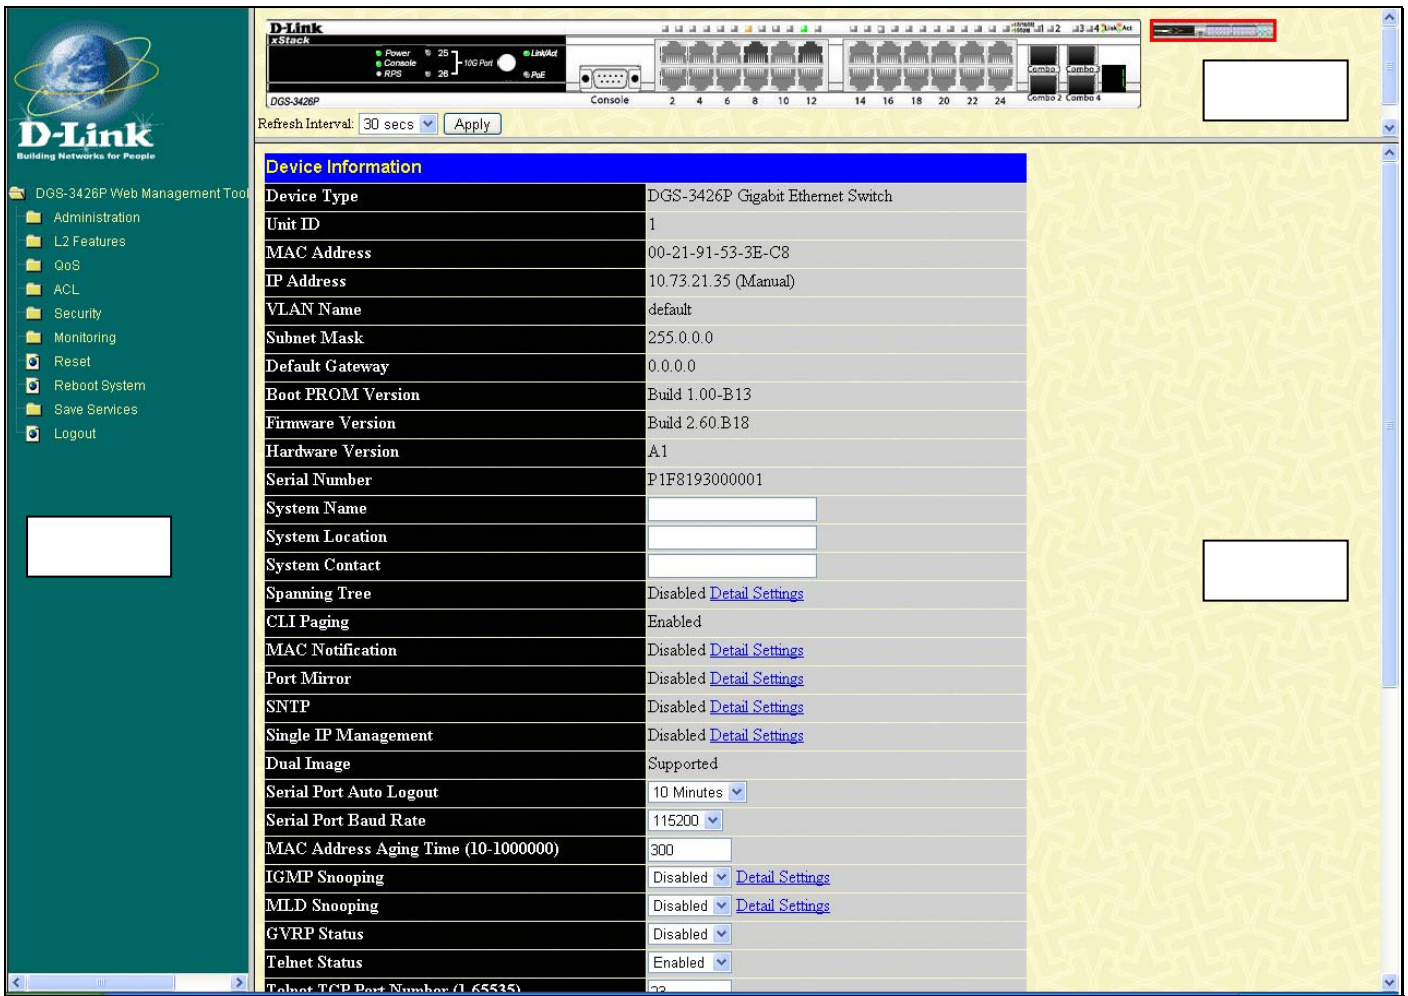 D-Link
Building Networks for People
DGS-3426P Web Management Tool
Administration
L2 Features
QoS
ACL
Security
Monitoring
Reset
Reboot System
Save Services
Logout
D-Link
xStack
Power 25
Console 10G Port
RPS 26
Link/Act
PoE
DGS-3426P
Console
2 4 6 8 10 12 14 16 18 20 22 24
Combo 1 Combo 3
Combo 2 Combo 4
Refresh Interval: 30 secs Apply
Device Information
Device Type DGS-3426P Gigabit Ethernet Switch
Unit ID 1
MAC Address 00-21-91-53-3E-C8
IP Address 10.73.21.35 (Manual)
VLAN Name default
Subnet Mask 255.0.0.0
Default Gateway 0.0.0.0
Boot PROM Version Build 1.00-B13
Firmware Version Build 2.60.B18
Hardware Version A1
Serial Number P1F8193000001
System Name
System Location
System Contact
Spanning Tree Disabled Detail Settings
CLI Paging Enabled
MAC Notification Disabled Detail Settings
Port Mirror Disabled Detail Settings
SNTP Disabled Detail Settings
Single IP Management Disabled Detail Settings
Dual Image Supported
Serial Port Auto Logout 10 Minutes
Serial Port Baud Rate 115200
MAC Address Aging Time (10-1000000) 300
IGMP Snooping Disabled Detail Settings
MLD Snooping Disabled Detail Settings
GVRP Status Disabled
Telnet Status Enabled
Telnet TCP Port Number (1-65535) 23